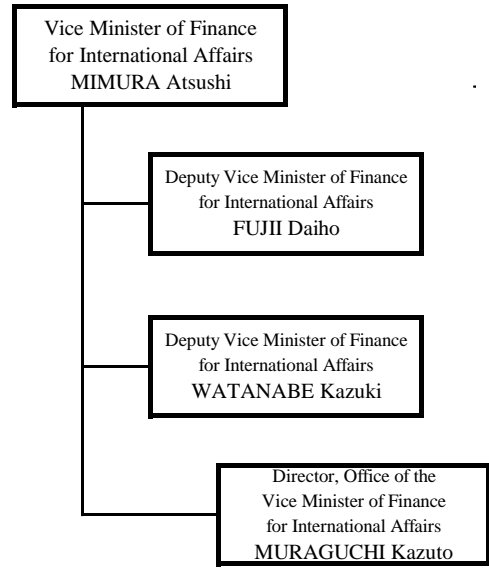 Vice Minister of Finance
for International Affairs
MIMURA Atsushi
Deputy Vice Minister of Finance
for International Affairs
FUJII Daiho
Deputy Vice Minister of Finance
for International Affairs
WATANABE Kazuki
Director, Office of the
Vice Minister of Finance
for International Affairs
MURAGUCHI Kazuto